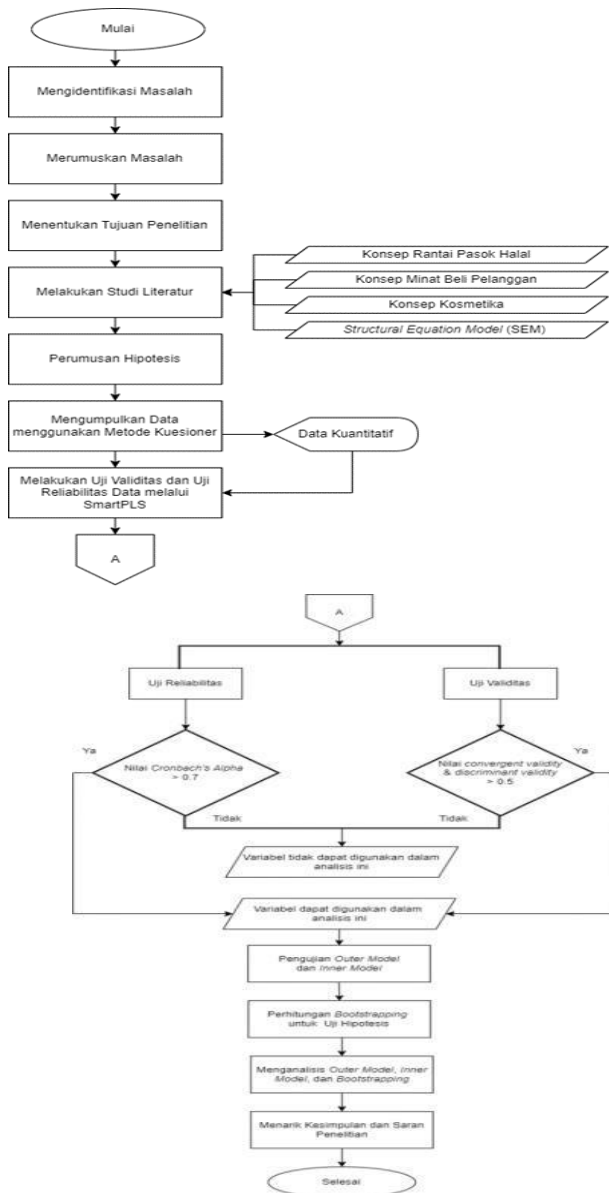 Mulai
Mengidentifikasi Masalah
Merumuskan Masalah
Menentukan Tujuan Penelitian
Melakukan Studi Literatur
Konsep Rantai Pasok Halal
Konsep Minat Beli Pelanggan
Konsep Kosmetika
Structural Equation Model (SEM)
Perumusan Hipotesis
Mengumpulkan Data
menggunakan Metode Kuesioner
Data Kuantitatif
Melakukan Uji Validitas dan Uji
Reliabilitas Data melalui
SmartPLS
A
A
Uji Reliabilitas
Uji Validitas
Ya
Nilai Cronbach's Alpha
> 0.7
Nilai convergent validity
& discriminant validity
> 0.5
Ya
Tidak
Tidak
Variabel tidak dapat digunakan dalam
analisis ini
Variabel dapat digunakan dalam
analisis ini
Pengujian Outer Model
dan Inner Model
Perhitungan Bootstrapping
untuk Uji Hipotesis
Menganalisis Outer Model, Inner
Model, dan Bootstrapping
Menarik Kesimpulan dan Saran
Penelitian
Selesai